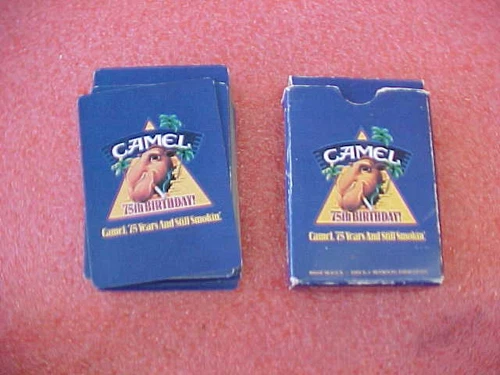 CAMEL
75th BIRTHDAY!
Camel. 75 Years And Still Smokin'.
CAMEL
75th BIRTHDAY!
Camel. 75 Years And Still Smokin'.